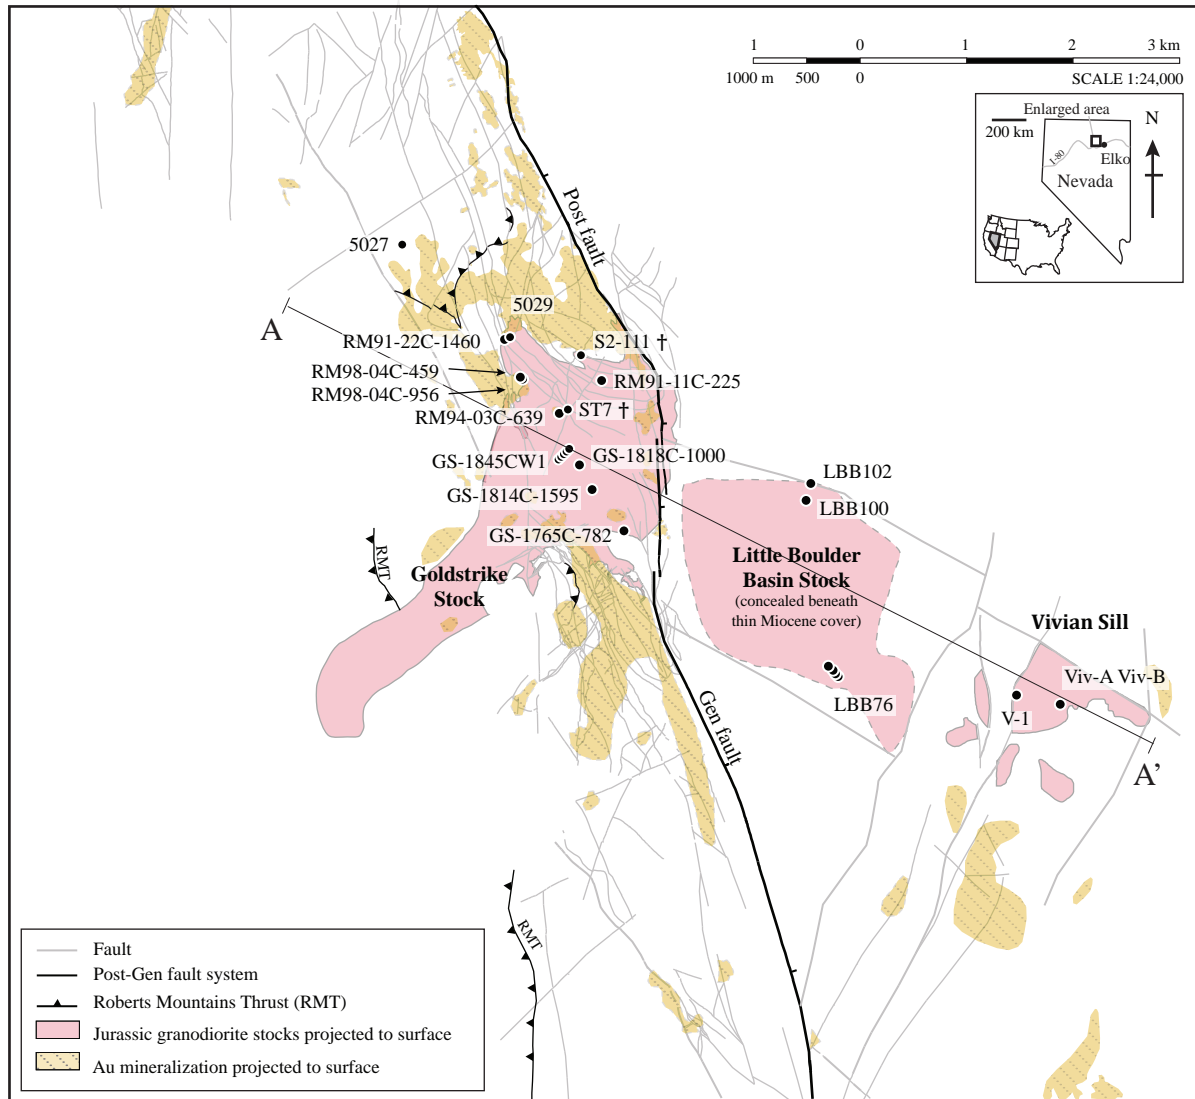 1 0 1 2 3 km
1000 m 500 0 SCALE 1:24,000
Enlarged area
200 km
N
I-80
Elko
Nevada
Post fault
5027
5029
A
RM91-22C-1460
S2-111 †
RM98-04C-459
RM91-11C-225
RM98-04C-956
RM94-03C-639
ST7 †
GS-1845CW1
GS-1818C-1000
LBB102
GS-1814C-1595
LBB100
GS-1765C-782
RMT
Goldstrike
Stock
Little Boulder
Basin Stock
(concealed beneath
thin Miocene cover)
Vivian Sill
Viv-A Viv-B
LBB76
V-1
Gen fault
A’
RMT
Fault
Post-Gen fault system
Roberts Mountains Thrust (RMT)
Jurassic granodiorite stocks projected to surface
Au mineralization projected to surface